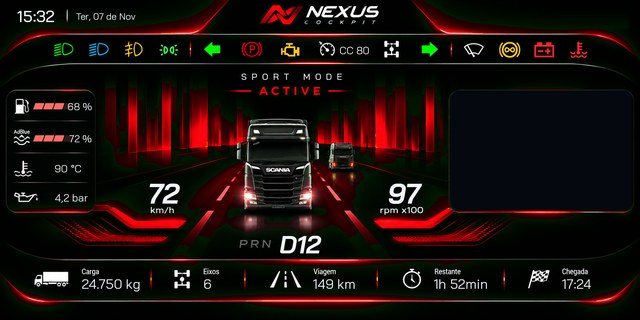 15:32 | Ter, 07 de Nov
NEXUS
COCKPIT
CC 80
SPORT MODE
ACTIVE
68 %
AdBlue
72 %
90 °C
4,2 bar
SCANIA
72
km/h
97
rpm x100
PRN D12
Carga
24.750 kg
Eixos
6
Viagem
149 km
Restante
1h 52min
Chegada
17:24